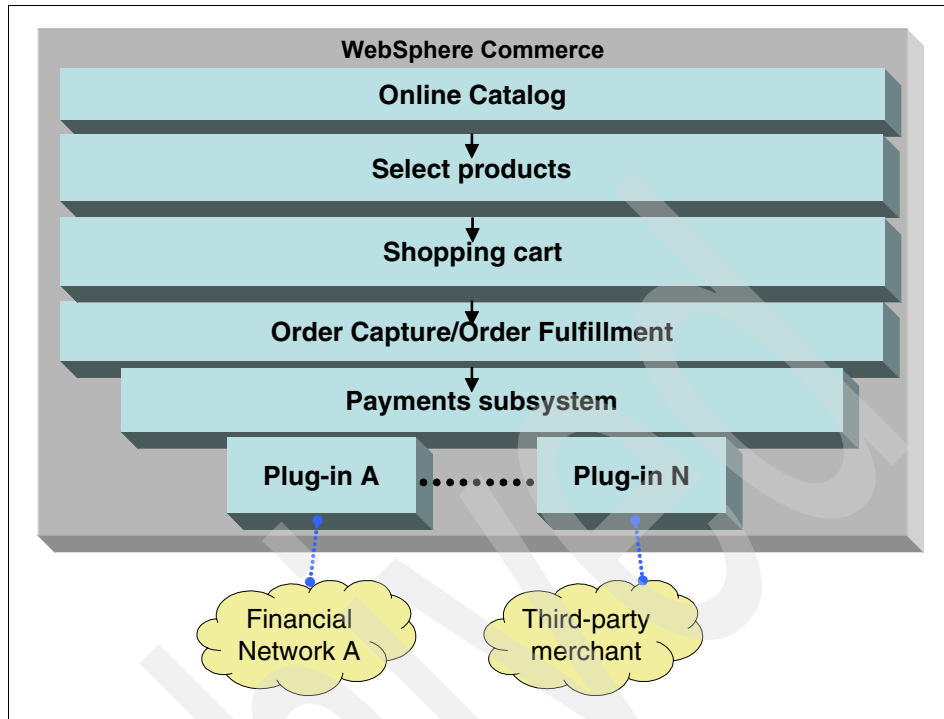 WebSphere Commerce
Online Catalog
Select products
Shopping cart
Order Capture/Order Fulfillment
Payments subsystem
Plug-in A
Plug-in N
Financial
Network A
Third-party
merchant